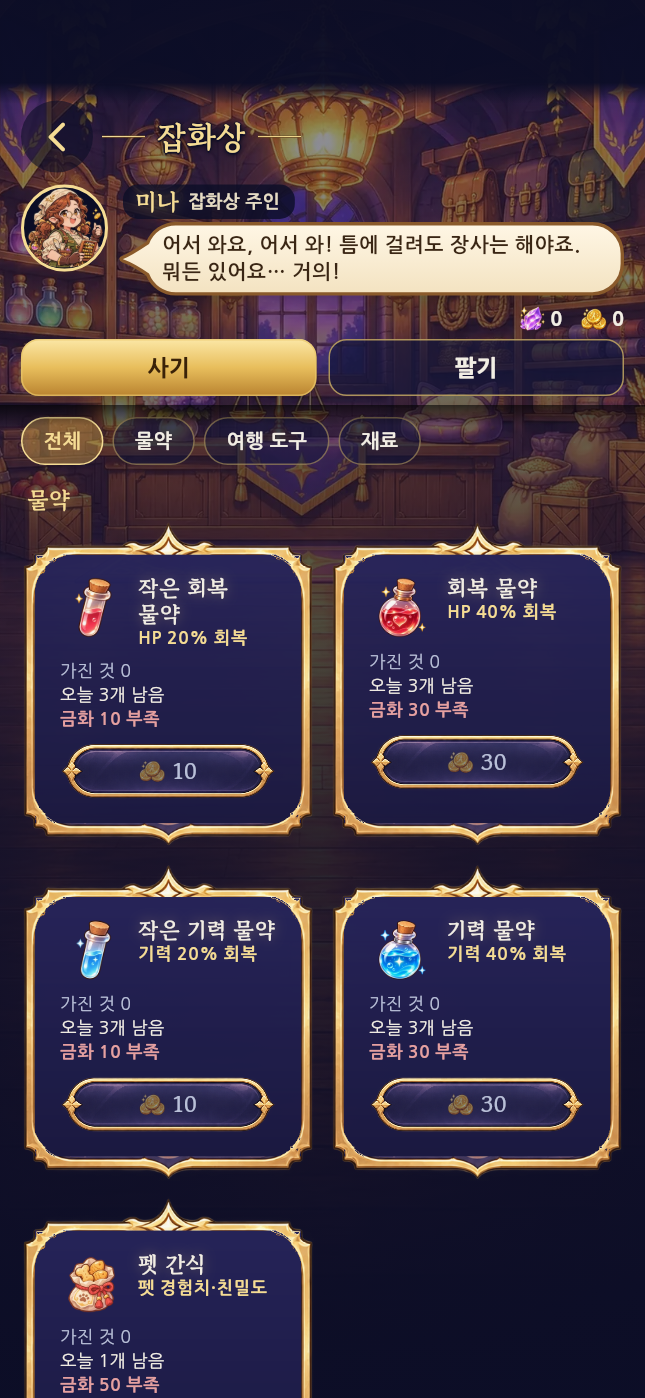 잡화상
미나 잡화상 주인
어서 와요, 어서 와! 틈에 걸려도 장사는 해야죠.
뭐든 있어요… 거의!
0 0
사기 팔기
전체 물약 여행 도구 재료
물약
작은 회복
물약
HP 20% 회복
가진 것 0
오늘 3개 남음
금화 10 부족
10
회복 물약
HP 40% 회복
가진 것 0
오늘 3개 남음
금화 30 부족
30
작은 기력 물약
기력 20% 회복
가진 것 0
오늘 3개 남음
금화 10 부족
10
기력 물약
기력 40% 회복
가진 것 0
오늘 3개 남음
금화 30 부족
30
펫 간식
펫 경험치·친밀도
가진 것 0
오늘 1개 남음
금화 50 부족